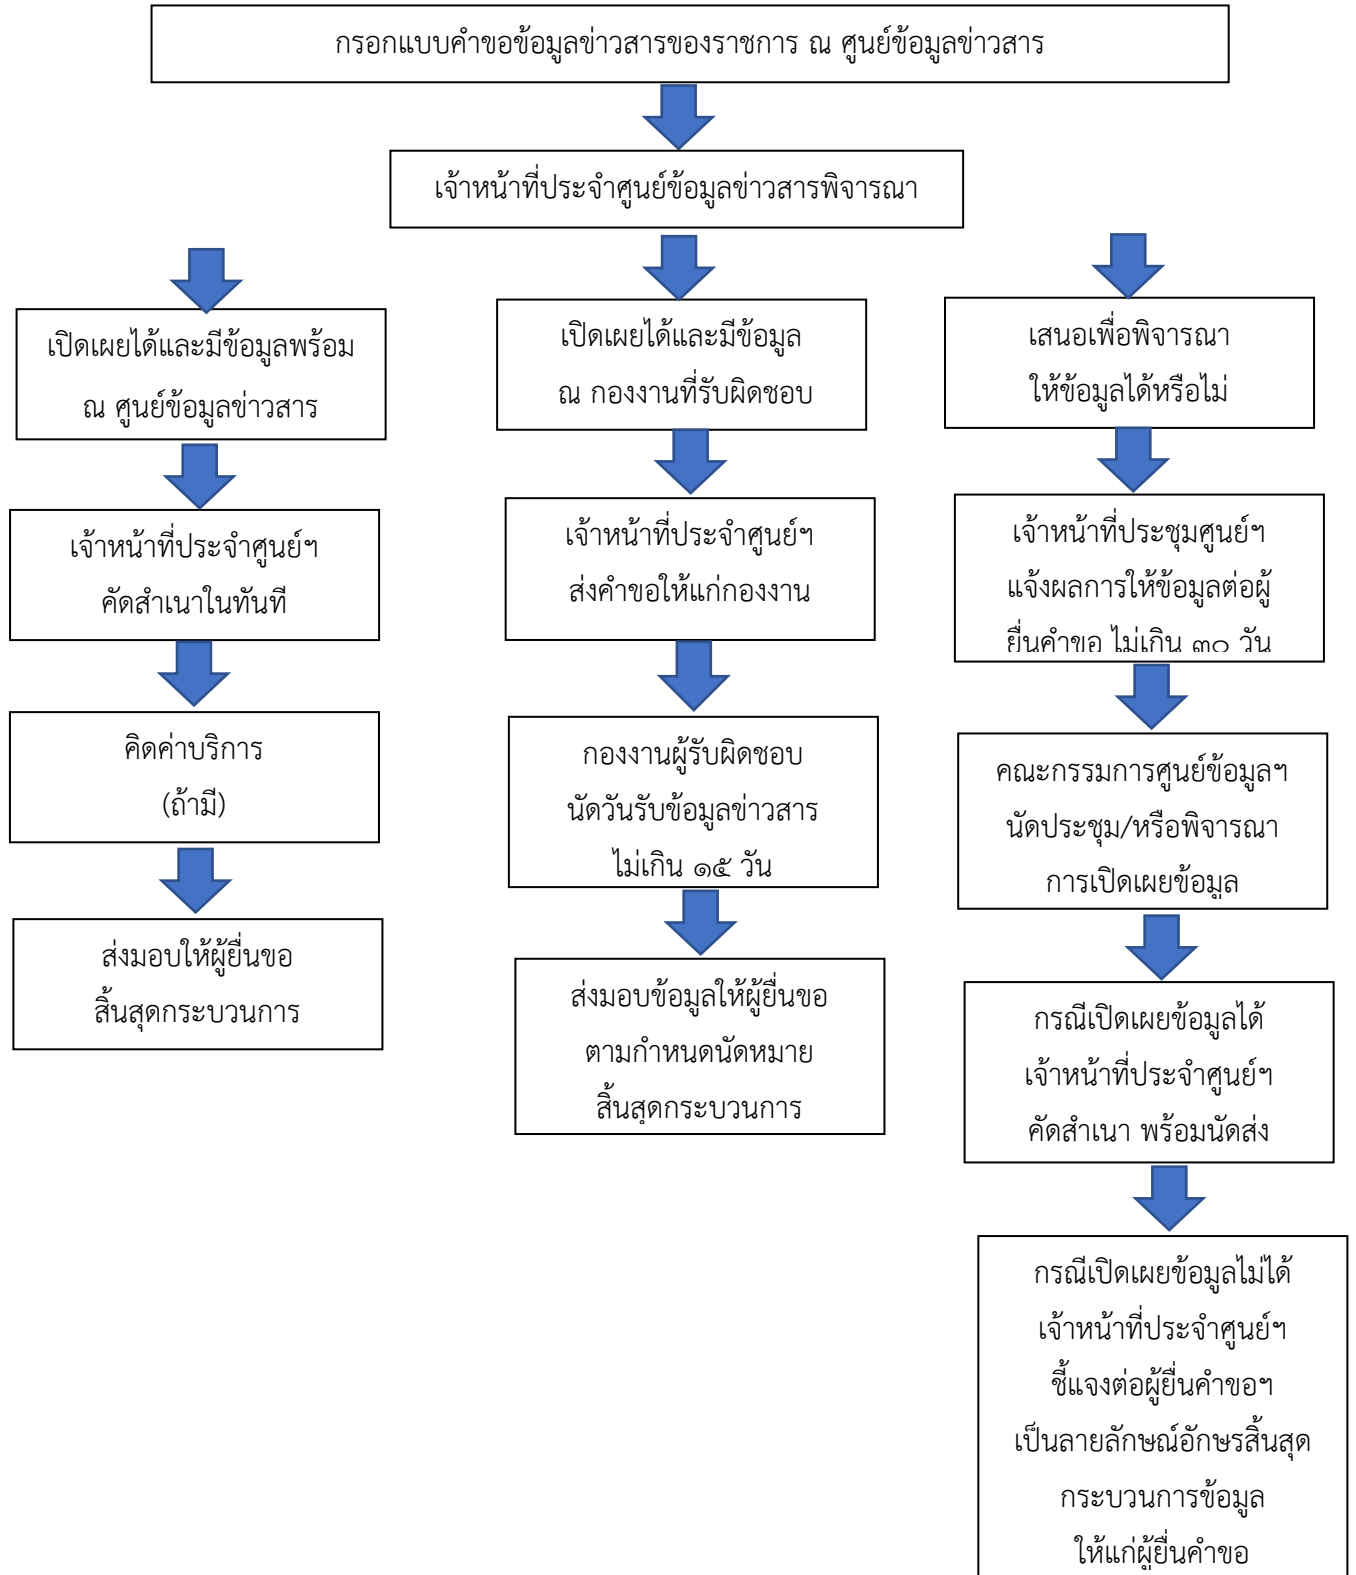 กรอกแบบคำขอข้อมูลข่าวสารของราชการ ณ ศูนย์ข้อมูลข่าวสาร
เจ้าหน้าที่ประจำศูนย์ข้อมูลข่าวสารพิจารณา
เปิดเผยได้และมีข้อมูลพร้อม
ณ ศูนย์ข้อมูลข่าวสาร
เจ้าหน้าที่ประจำศูนย์ฯ
คัดสำเนาในทันที
คิดค่าบริการ
(ถ้ามี)
ส่งมอบให้ผู้ยื่นขอ
สิ้นสุดกระบวนการ
เปิดเผยได้และมีข้อมูล
ณ กองงานที่รับผิดชอบ
เจ้าหน้าที่ประจำศูนย์ฯ
ส่งคำขอให้แก่กองงาน
กองงานผู้รับผิดชอบ
นัดวันรับข้อมูลข่าวสาร
ไม่เกิน ๑๕ วัน
ส่งมอบข้อมูลให้ผู้ยื่นขอ
ตามกำหนดนัดหมาย
สิ้นสุดกระบวนการ
เสนอเพื่อพิจารณา
ให้ข้อมูลได้หรือไม่
เจ้าหน้าที่ประชุมศูนย์ฯ
แจ้งผลการให้ข้อมูลต่อผู้
ยื่นคำขอ ไม่เกิน ๓๐ วัน
คณะกรรมการศูนย์ข้อมูลฯ
นัดประชุม/หรือพิจารณา
การเปิดเผยข้อมูล
กรณีเปิดเผยข้อมูลได้
เจ้าหน้าที่ประจำศูนย์ฯ
คัดสำเนา พร้อมนัดส่ง
กรณีเปิดเผยข้อมูลไม่ได้
เจ้าหน้าที่ประจำศูนย์ฯ
ชี้แจงต่อผู้ยื่นคำขอฯ
เป็นลายลักษณ์อักษรสิ้นสุด
กระบวนการข้อมูล
ให้แก่ผู้ยื่นคำขอ